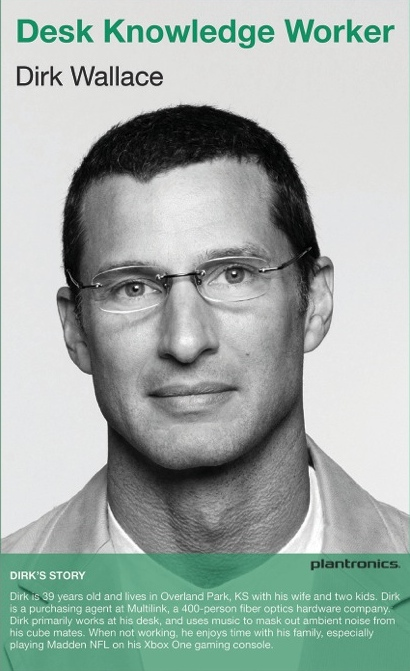 Desk Knowledge Worker
Dirk Wallace
plantronics.
DIRK'S STORY
Dirk is 39 years old and lives in Overland Park, KS with his wife and two kids. Dirk
is a purchasing agent at Multilink, a 400-person fiber optics hardware company.
Dirk primarily works at his desk, and uses music to mask out ambient noise from
his cube mates. When not working, he enjoys time with his family, especially
playing Madden NFL on his Xbox One gaming console.